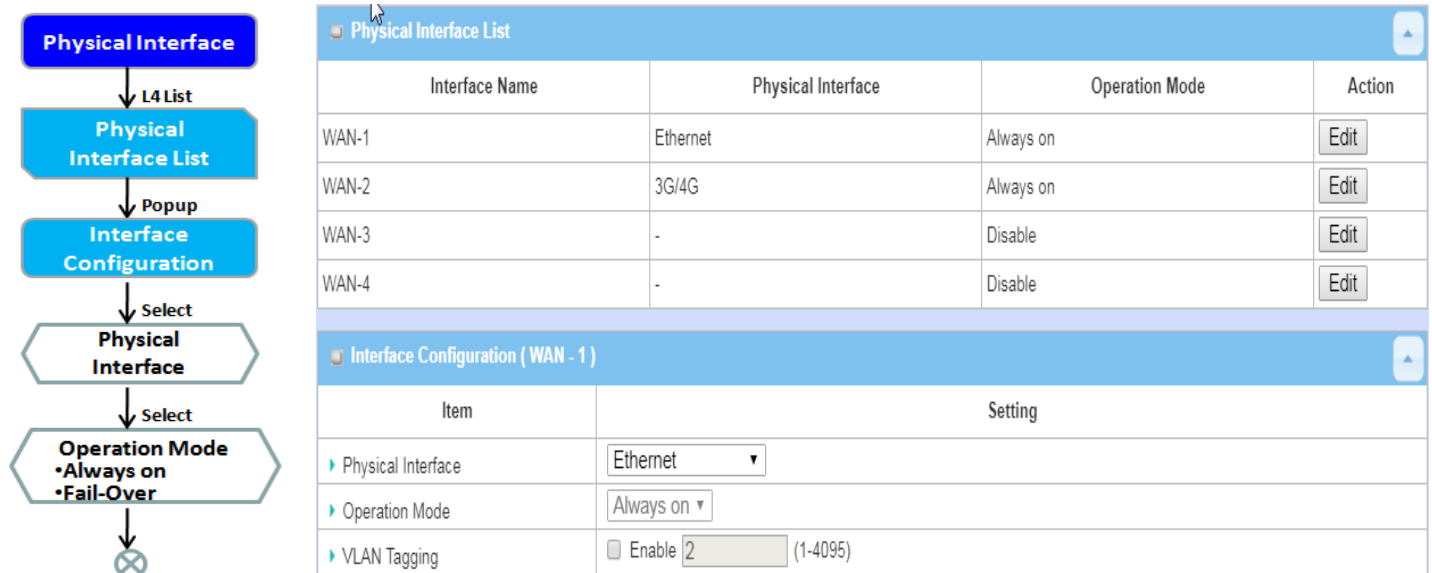 Physical Interface
L4 List
Physical
Interface List
Popup
Interface
Configuration
Select
Physical
Interface
Select
Operation Mode
•Always on
•Fail-Over
Physical Interface List
Interface Name Physical Interface Operation Mode Action
WAN-1 Ethernet Always on Edit
WAN-2 3G/4G Always on Edit
WAN-3 - Disable Edit
WAN-4 - Disable Edit
Interface Configuration ( WAN - 1 )
Item Setting
Physical Interface Ethernet
Operation Mode Always on
VLAN Tagging Enable 2 (1-4095)